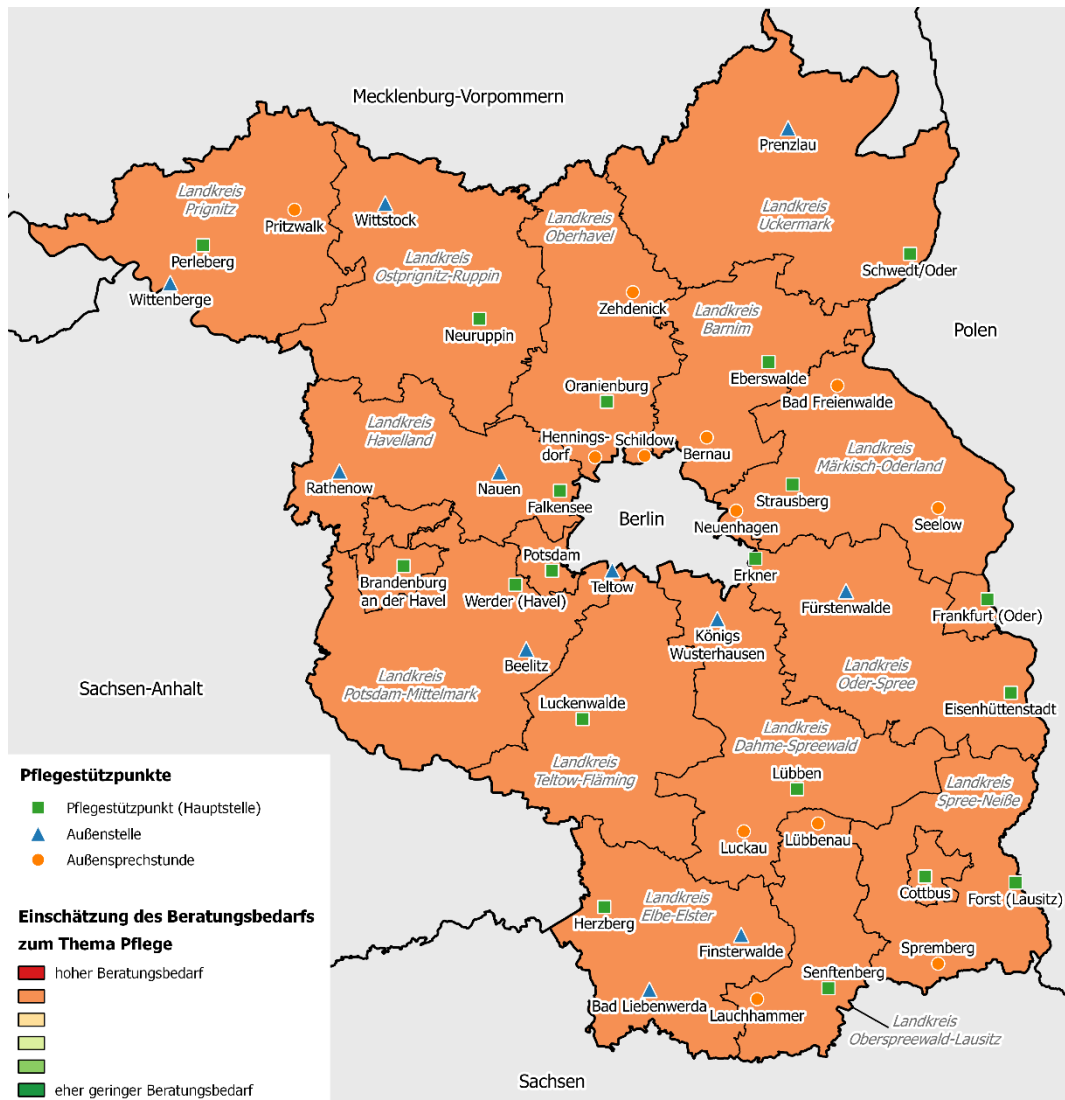 Mecklenburg-Vorpommern
Prenzlau
Landkreis
Prignitz
Pritzwalk
Wittstock
Landkreis
Oberhavel
Landkreis
Uckermark
Perleberg
Landkreis
Ostprignitz-Ruppin
Schwedt/Oder
Wittenberge
Zehdenick
Landkreis
Barnim
Neuruppin
Polen
Eberswalde
Oranienburg
Bad Freienwalde
Landkreis
Havelland
Hennings-
dorf
Schildow
Bernau
Landkreis
Märkisch-Oderland
Rathenow
Nauen
Falkensee
Strausberg
Berlin
Neuenhagen
Seelow
Potsdam
Erkner
Brandenburg
an der Havel
Werder (Havel)
Teltow
Fürstenwalde
Frankfurt (Oder)
Königs
Wusterhausen
Beelitz
Landkreis
Potsdam-Mittelmark
Landkreis
Oder-Spree
Sachsen-Anhalt
Luckenwalde
Eisenhüttenstadt
Landkreis
Dahme-Spreewald
Landkreis
Teltow-Fläming
Lübben
Landkreis
Spree-Neiße
Luckau
Lübbenau
Cottbus
Forst (Lausitz)
Landkreis
Elbe-Elster
Herzberg
Finsterwalde
Spremberg
Senftenberg
Bad Liebenwerda
Lauchhammer
Landkreis
Oberspreewald-Lausitz
Sachsen
Pflegestützpunkte
Pflegestützpunkt (Hauptstelle)
Außenstelle
Außensprechstunde
Einschätzung des Beratungsbedarfs
zum Thema Pflege
hoher Beratungsbedarf
eher geringer Beratungsbedarf